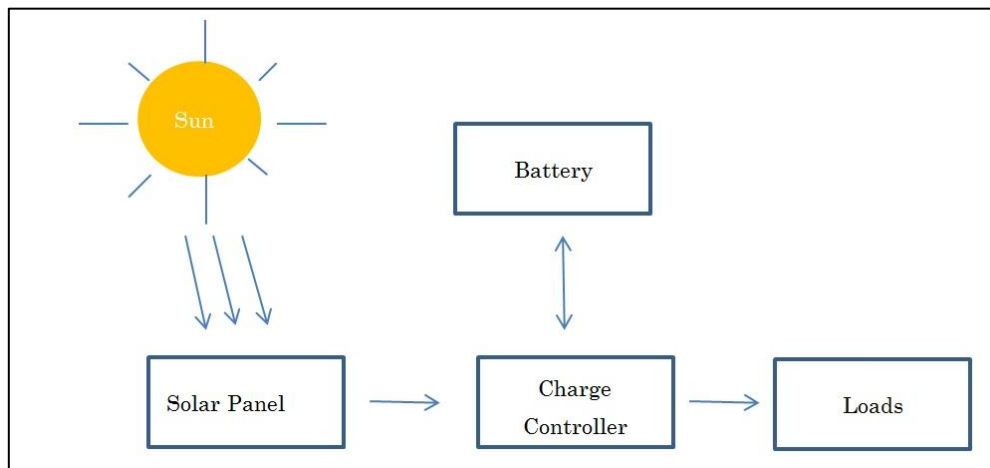 Sun
Battery
Solar Panel
Charge
Controller
Loads